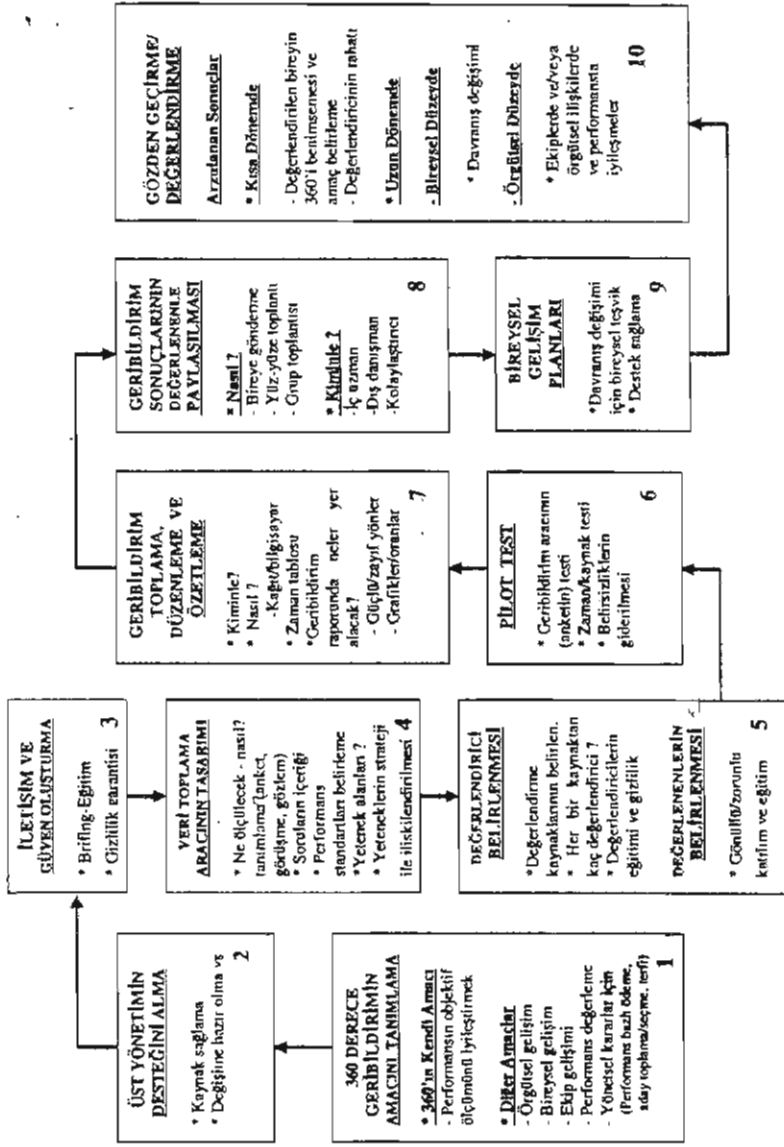 360 DERECE
GERİBİLDİRİMİN
AMACINI TANIMLAMA
* 360'ın Kendi Amacı
- Performansın objektif
ölçümünü iyileştirmek
* Diğer Amaçlar
- Örgütsel gelişim
- Bireysel gelişim
- Ekip gelişimi
- Performans değerleme
- Yönetsel kararlar için
(Performans bazlı ödeme,
aday toplama/seçme, terfi)
1
ÜST YÖNETİMİN
DESTEĞİNİ ALMA
* Kaynak sağlama
* Değişime hazır olma vs
2
İLETİŞİM VE
GÜVEN OLUŞTURMA
* Brifing-Eğitim
* Gizlilik garantisi 3
VERİ TOPLAMA
ARACININ TASARIMI
* Ne ölçülecek - nasıl?
tanımlama (anket,
görüşme, gözlem)
* Soruların içeriği
* Performans
standartları belirleme
*Yetenek alanları ?
* Yeteneklerin strateji
ile ilişkilendirilmesi 4
DEĞERLENDİRİCİ
BELİRLENMESİ
*Değerlendirme
kaynaklarının belirlen.
* Her bir kaynaktan
kaç değerlendirici ?
* Değerlendiricilerin
eğitimi ve gizlilik
DEĞERLENENLERİN
BELİRLENMESİ
* Gönüllü/zorunlu
katılım ve eğitim
5
PİLOT TEST
* Geribildirim aracının
(anketin) testi
* Zaman/kaynak testi
* Belirsizliklerin
giderilmesi
6
GERİBİLDİRİM
TOPLAMA,
DÜZENLEME VE
ÖZETLEME
* Kiminle?
* Nasıl ?
-Kağıt/bilgisayar
* Zaman tablosu
*Geribildirim
raporunda neler yer
alacak?
- Güçlü/zayıf yönler
- Grafikler/oranlar
7
GERİBİLDİRİM
SONUÇLARININ
DEĞERLENENLE
PAYLAŞILMASI
* Nasıl ?
- Bireye gönderme
- Yüz-yüze toplantı
- Grup toplantısı
* Kiminle ?
-İç uzman
-Dış danışman
-Kolaylaştırıcı
8
BİREYSEL
GELİŞİM
PLANLARI
*Davranış değişimi
için bireysel teşvik
* Destek sağlama
9
GÖZDEN GEÇİRME/
DEĞERLENDİRME
Arzulanan Sonuçlar
* Kısa Dönemde
- Değerlendirilen bireyin
360'i benimsemesi ve
amaç belirleme
- Değerlendiricinin rahatı
* Uzun Dönemde
- Bireysel Düzeyde
* Davranış değişimi
- Örgütsel Düzeyde
* Ekiplerde ve/veya
örgütsel ilişkilerde
ve performansta
iyileşmeler
10